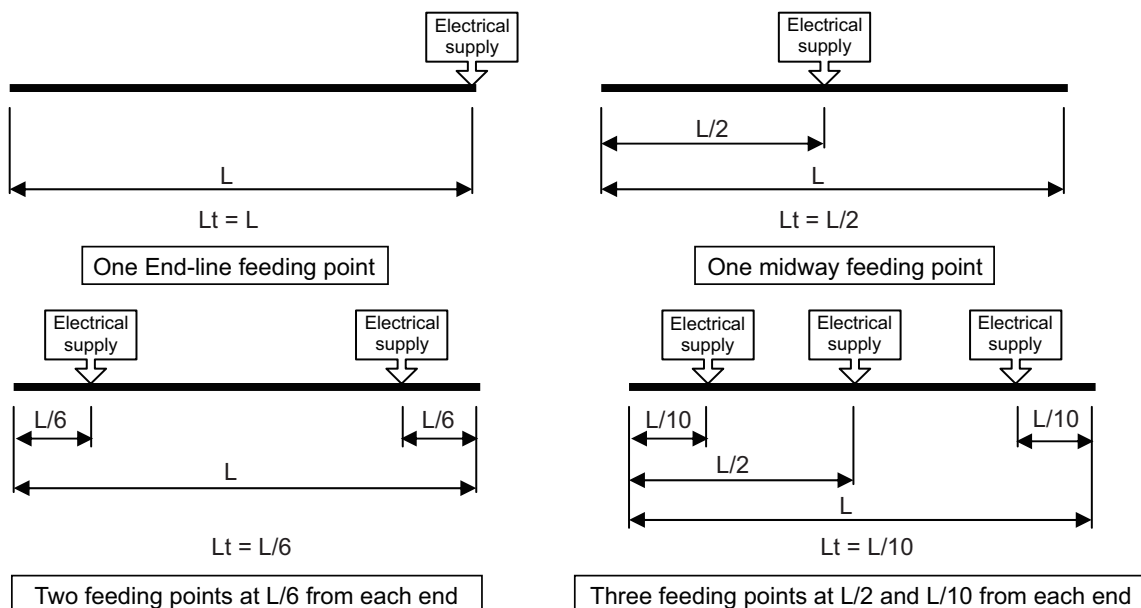 Electrical
supply
L
Lt = L
One End-line feeding point
Electrical
supply
L/2
L
Lt = L/2
One midway feeding point
Electrical
supply
Electrical
supply
L/6
L/6
L
Lt = L/6
Two feeding points at L/6 from each end
Electrical
supply
Electrical
supply
Electrical
supply
L/10
L/10
L/2
L
Lt = L/10
Three feeding points at L/2 and L/10 from each end